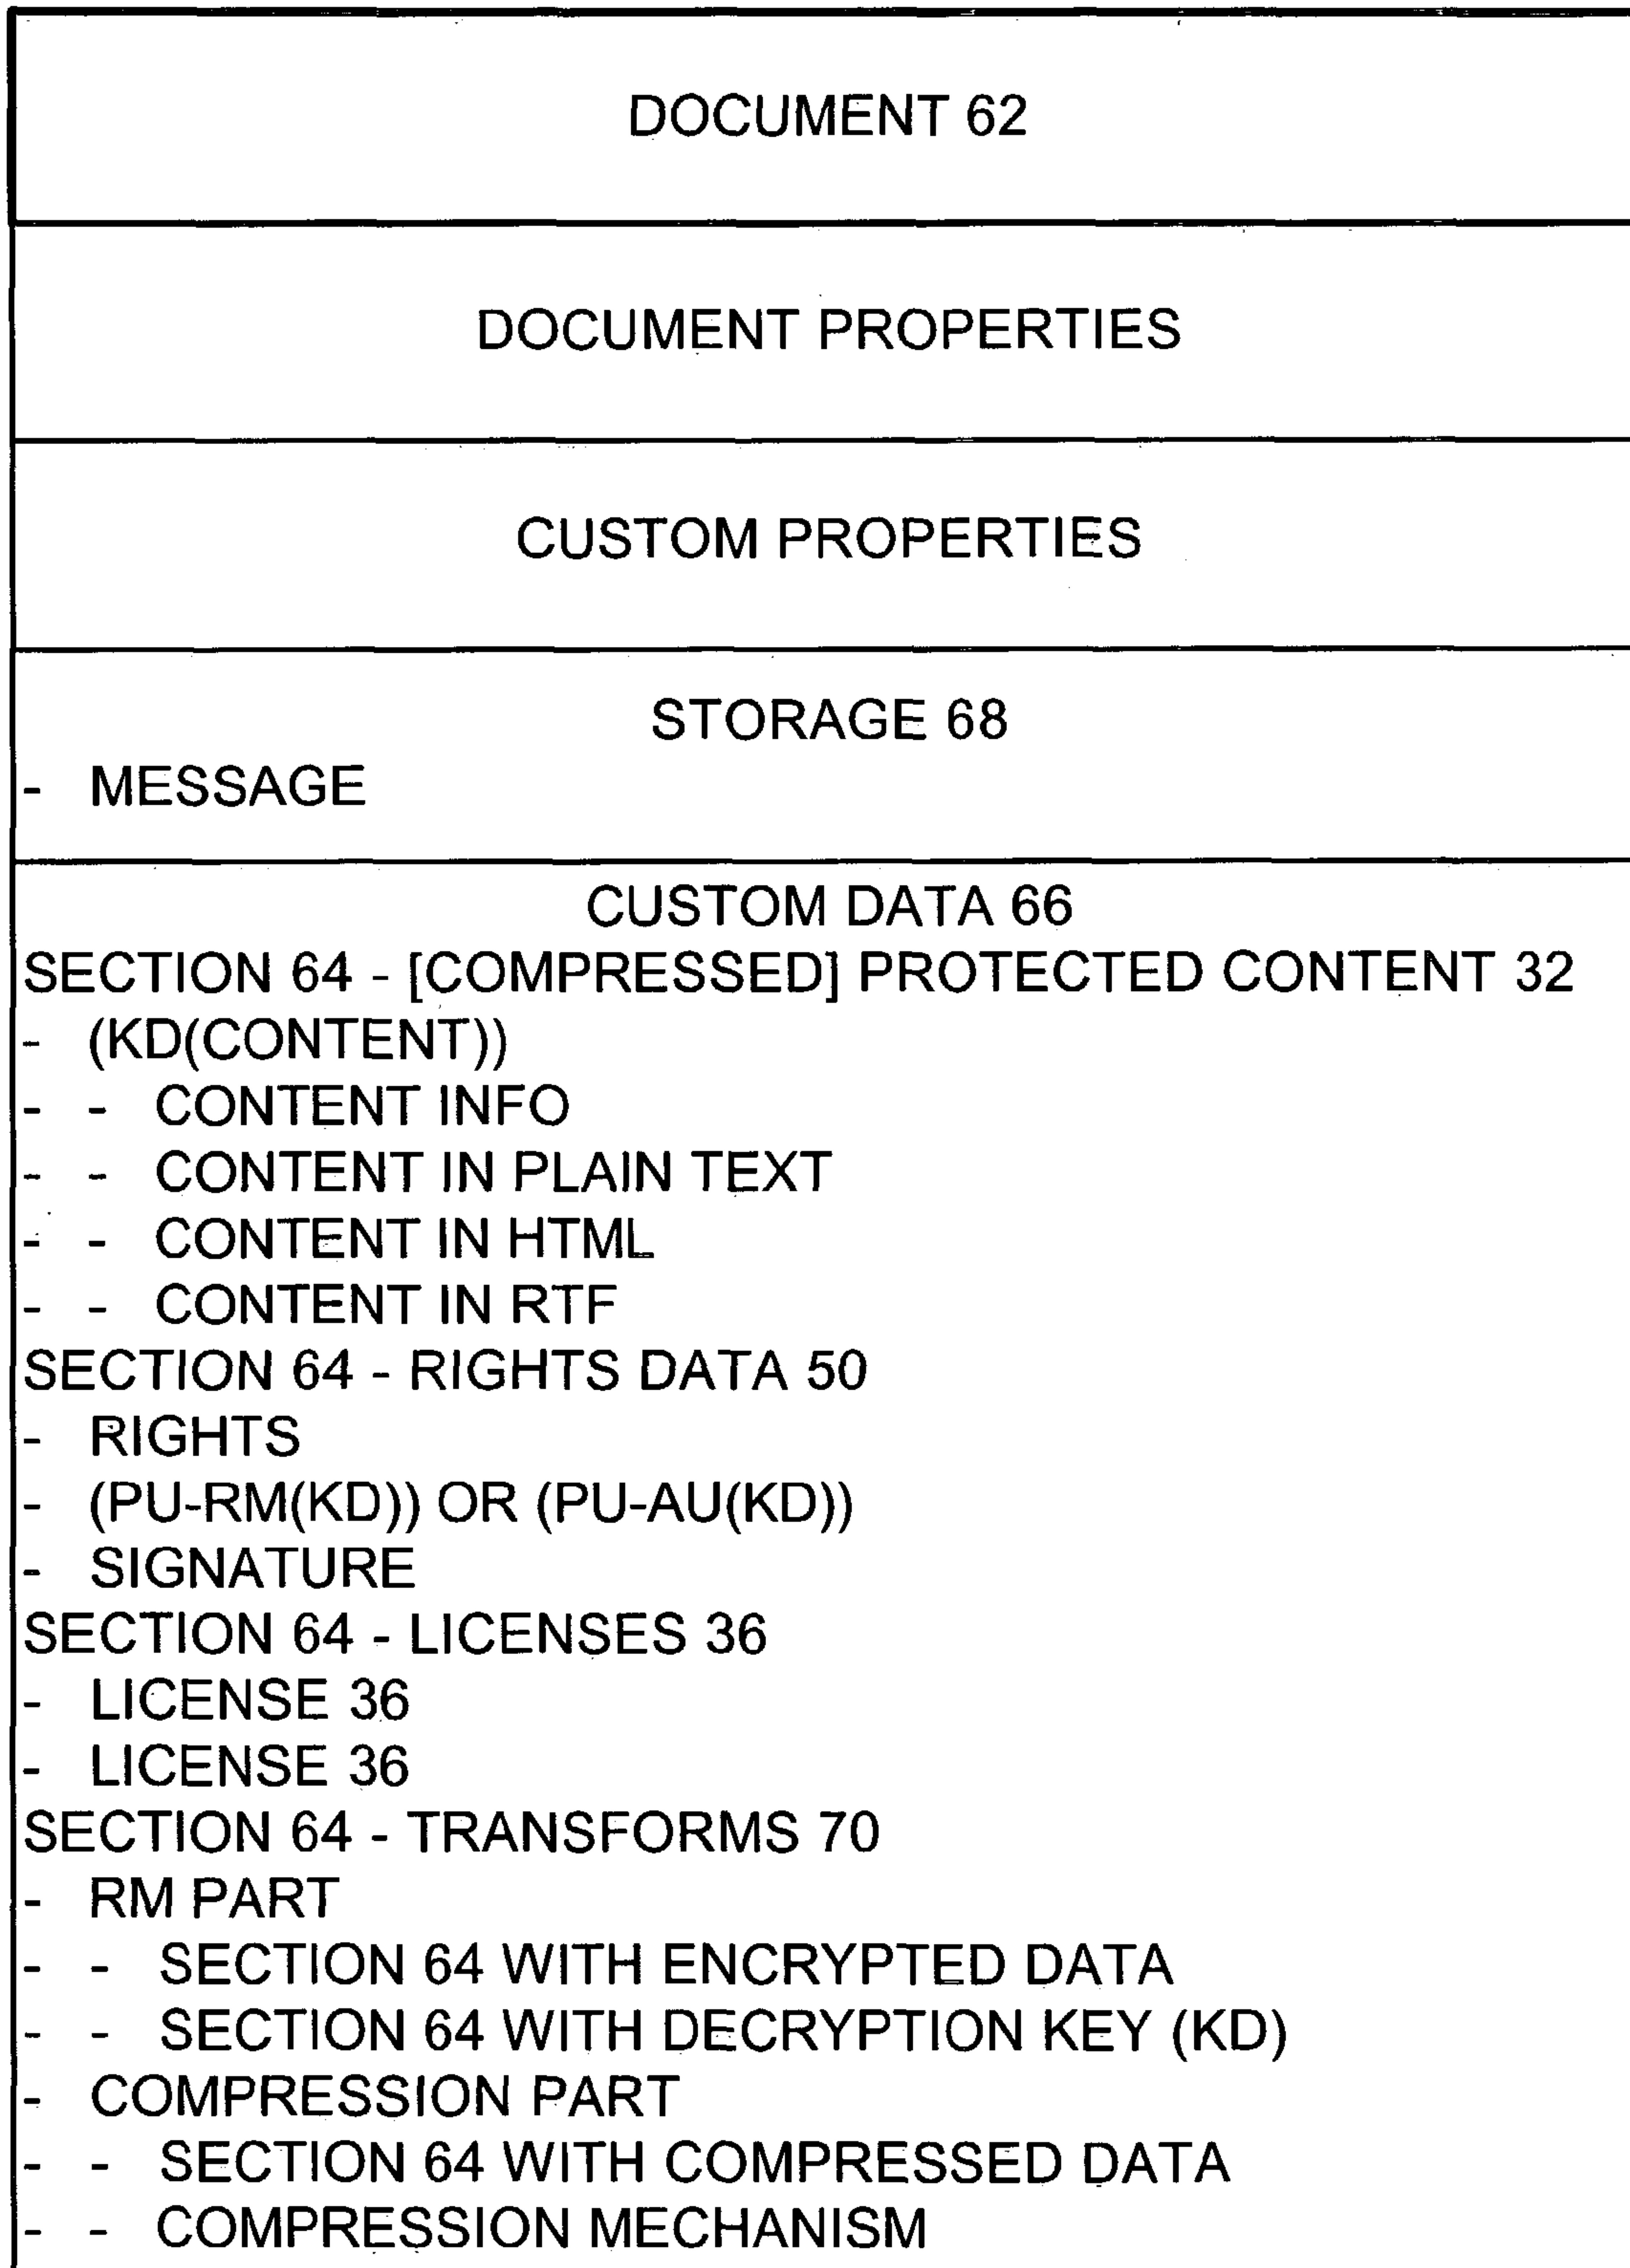 DOCUMENT 62
DOCUMENT PROPERTIES
CUSTOM PROPERTIES
STORAGE 68
- MESSAGE
CUSTOM DATA 66
SECTION 64 - [COMPRESSED] PROTECTED CONTENT 32
- (KD(CONTENT))
- - CONTENT INFO
- - CONTENT IN PLAIN TEXT
- - CONTENT IN HTML
- - CONTENT IN RTF
SECTION 64 - RIGHTS DATA 50
- RIGHTS
- (PU-RM(KD)) OR (PU-AU(KD))
- SIGNATURE
SECTION 64 - LICENSES 36
- LICENSE 36
- LICENSE 36
SECTION 64 - TRANSFORMS 70
- RM PART
- - SECTION 64 WITH ENCRYPTED DATA
- - SECTION 64 WITH DECRYPTION KEY (KD)
- COMPRESSION PART
- - SECTION 64 WITH COMPRESSED DATA
- - COMPRESSION MECHANISM